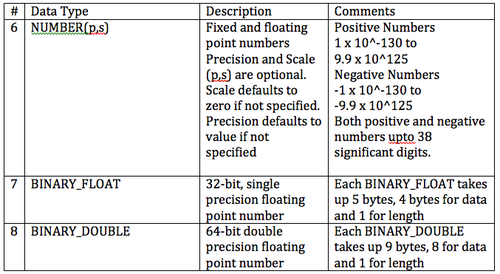 # Data Type Description Comments
6 NUMBER(p,s) Fixed and floating Positive Numbers
point numbers 1 x 10^-130 to
Precision and Scale 9.9 x 10^125
(p,s) are optional. Negative Numbers
Scale defaults to -1 x 10^-130 to
zero if not specified. -9.9 x 10^125
Precision defaults to Both positive and negative
value if not numbers upto 38
specified significant digits.
7 BINARY_FLOAT 32-bit, single Each BINARY_FLOAT takes
precision floating up 5 bytes, 4 bytes for data
point number and 1 for length
8 BINARY_DOUBLE 64-bit double Each BINARY_DOUBLE
precision floating takes up 9 bytes, 8 for data
point number and 1 for length